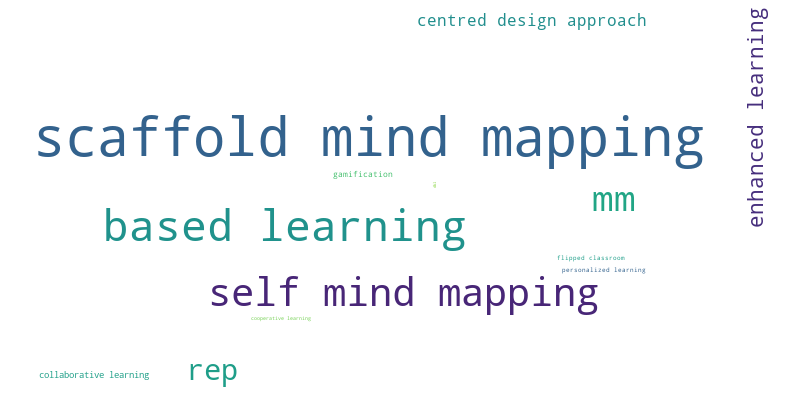 centred design approach
enhanced learning
scaffold mind mapping
gamification
mm
based learning
flipped classroom
personalized learning
self mind mapping
cooperative learning
rep
collaborative learning